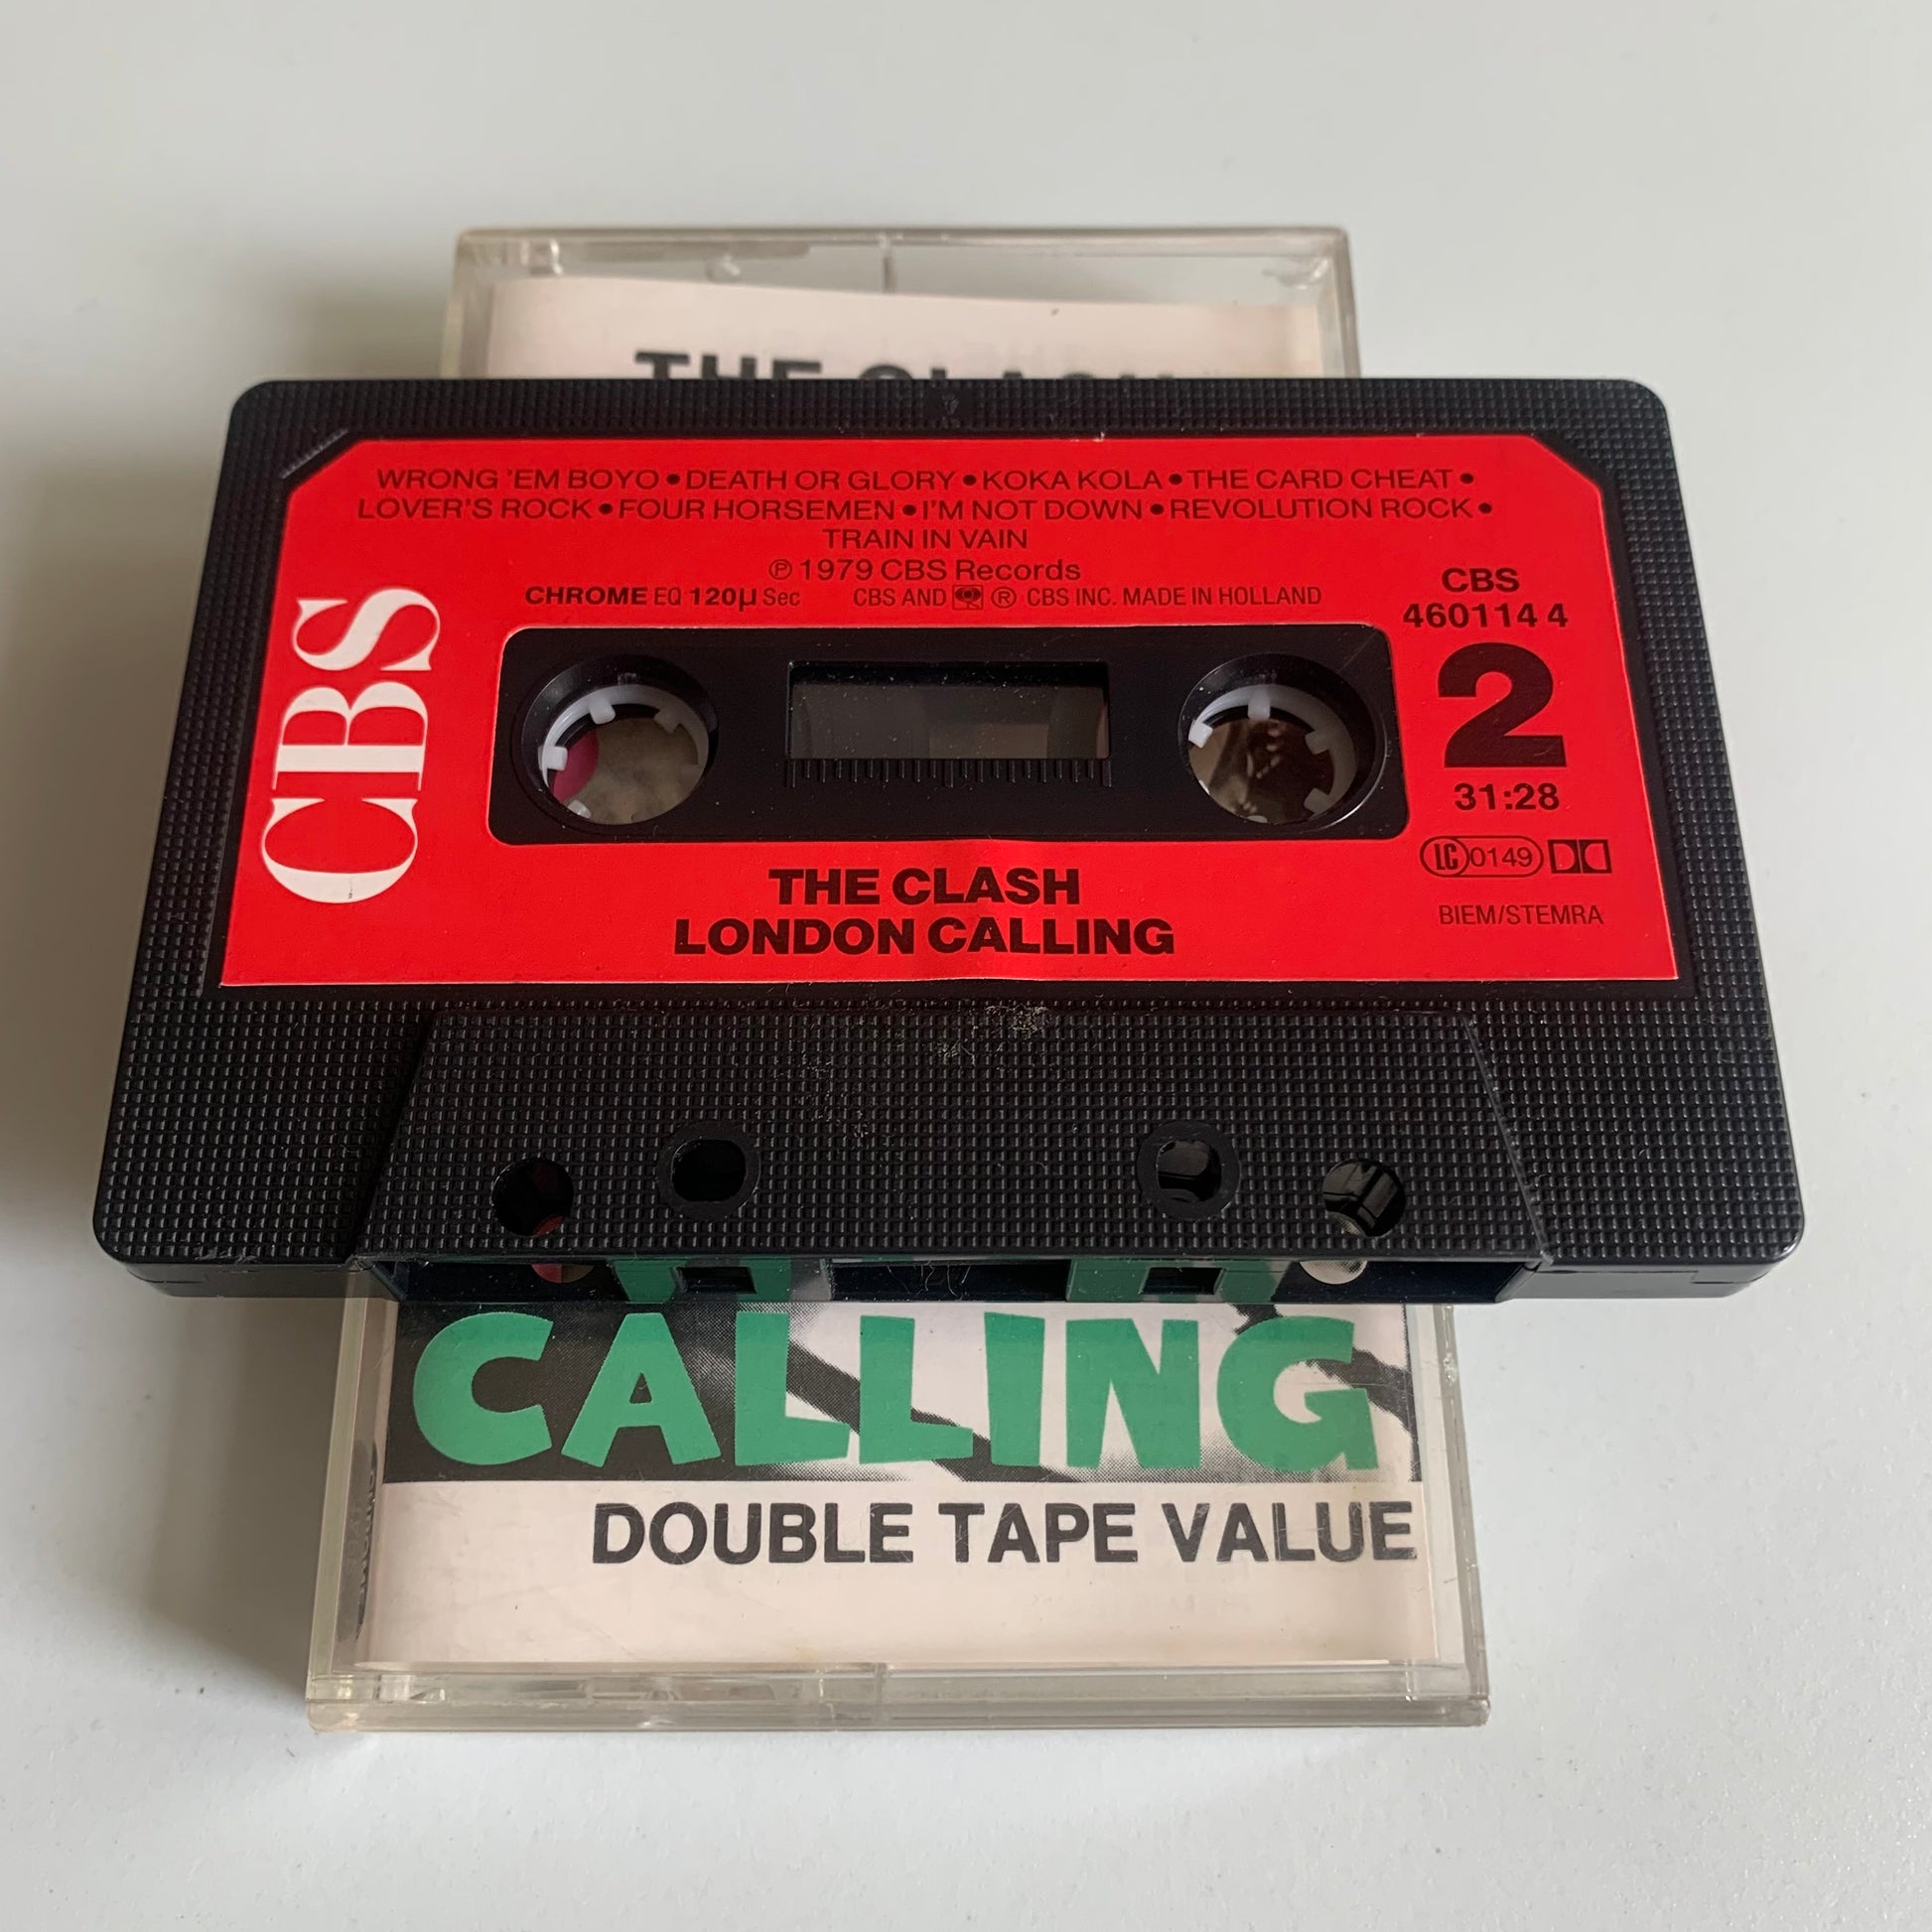 THE CLASH
WRONG 'EM BOYO • DEATH OR GLORY • KOKA KOLA • THE CARD CHEAT •
LOVER'S ROCK • FOUR HORSEMEN • I'M NOT DOWN • REVOLUTION ROCK •
TRAIN IN VAIN
℗ 1979 CBS Records
CHROME EQ 120µ Sec CBS AND ® CBS INC. MADE IN HOLLAND
CBS
CBS
460114 4
2
31:28
LC 0149
BIEM/STEMRA
THE CLASH
LONDON CALLING
CALLING
DOUBLE TAPE VALUE